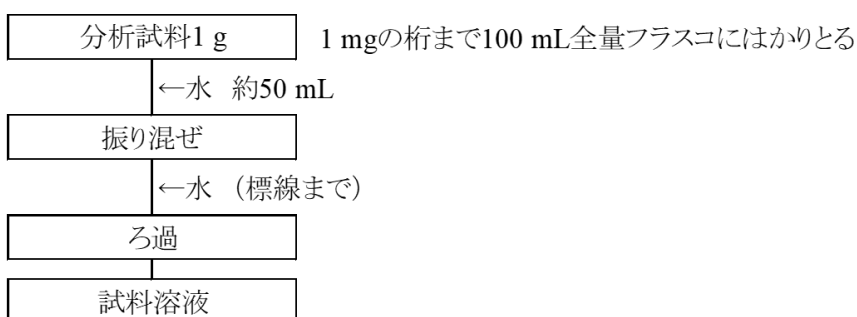 分析試料1 g　1 mgの桁まで100 mL全量フラスコにはかりとる
←水　約50 mL
振り混ぜ
←水　（標線まで）
ろ過
試料溶液